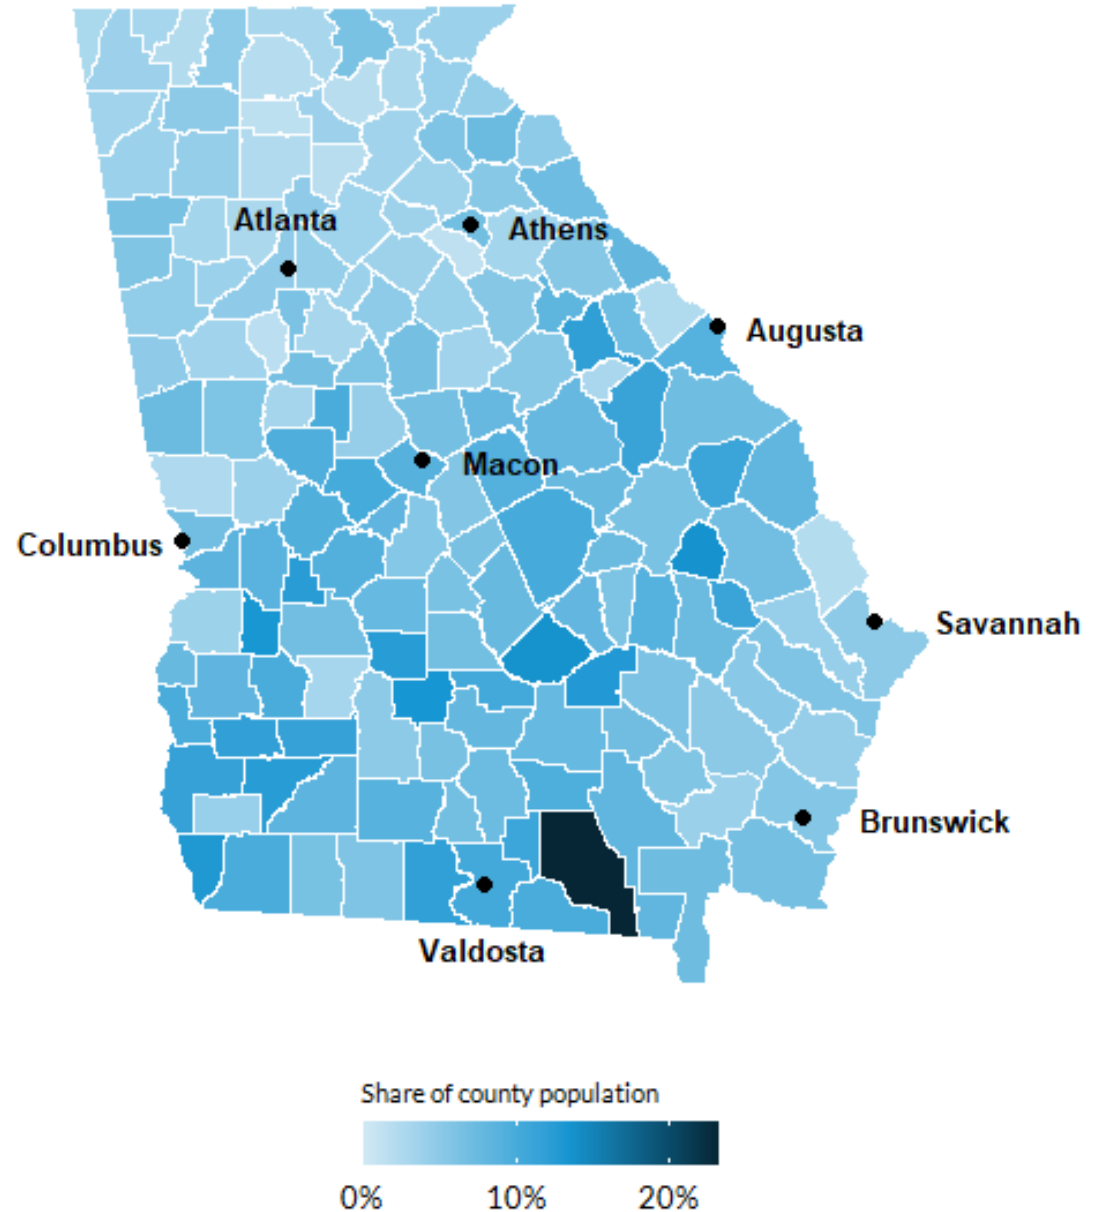 Atlanta
Athens
Augusta
Macon
Columbus
Savannah
Brunswick
Valdosta
Share of county population
0% 10% 20%